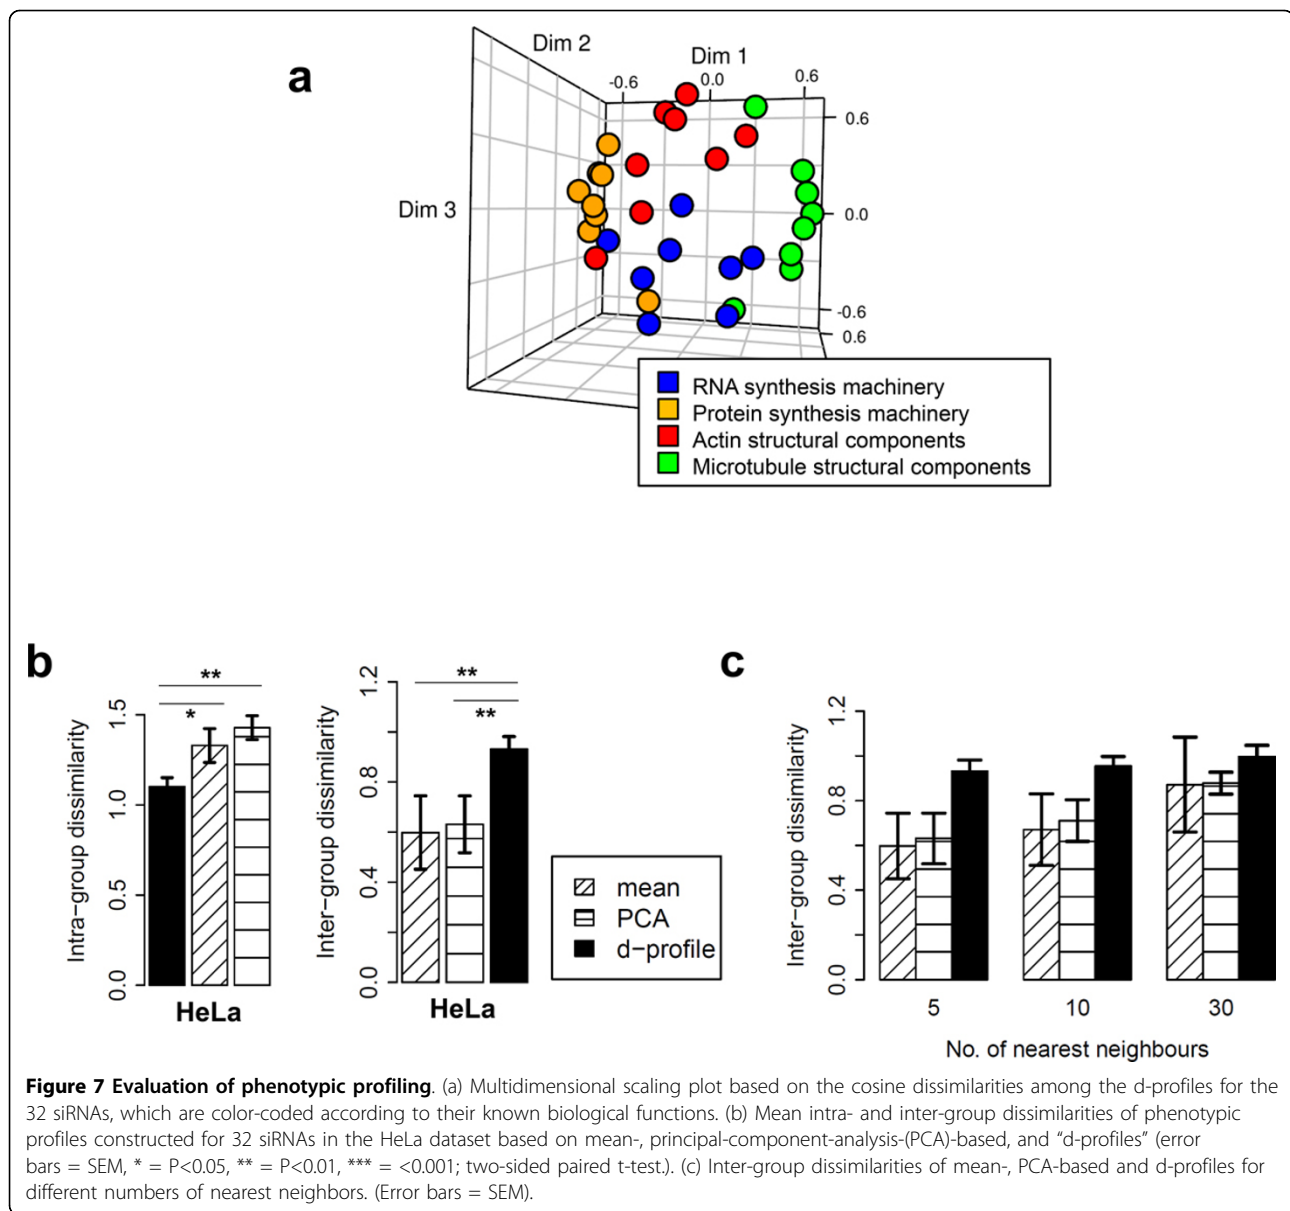 a
Dim 2
Dim 1
-0.6
0.0
0.6
0.6
Dim 3
0.0
-0.6
0.6
RNA synthesis machinery
Protein synthesis machinery
Actin structural components
Microtubule structural components
b
Intra-group dissimilarity
0.0
0.5
1.0
1.5
**
*
HeLa
Inter-group dissimilarity
0.0
0.4
0.8
1.2
**
**
HeLa
mean
PCA
d-profile
c
Inter-group dissimilarity
0.0
0.4
0.8
1.2
5
10
30
No. of nearest neighbours
Figure 7 Evaluation of phenotypic profiling. (a) Multidimensional scaling plot based on the cosine dissimilarities among the d-profiles for the
32 siRNAs, which are color-coded according to their known biological functions. (b) Mean intra- and inter-group dissimilarities of phenotypic
profiles constructed for 32 siRNAs in the HeLa dataset based on mean-, principal-component-analysis-(PCA)-based, and “d-profiles” (error
bars = SEM, * = P<0.05, ** = P<0.01, *** = <0.001; two-sided paired t-test.). (c) Inter-group dissimilarities of mean-, PCA-based and d-profiles for
different numbers of nearest neighbors. (Error bars = SEM).